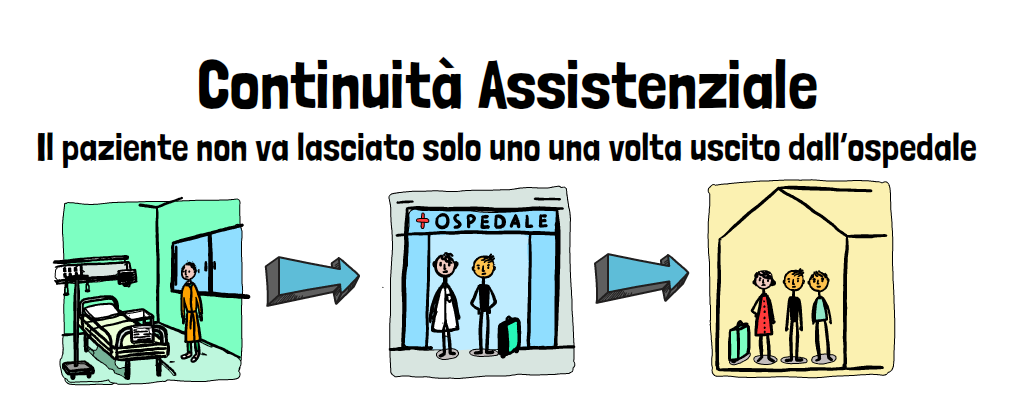 Continuità Assistenziale
Il paziente non va lasciato solo uno una volta uscito dall'ospedale
OSPEDALE